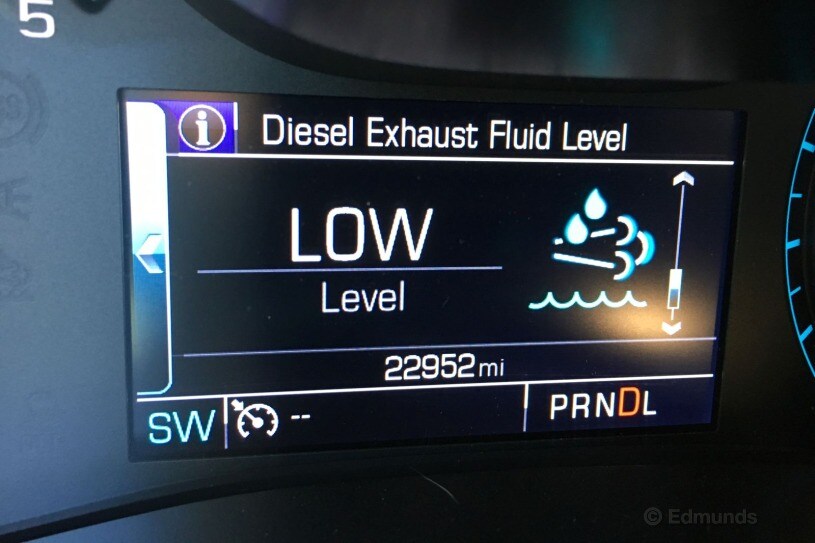 5
Diesel Exhaust Fluid Level
LOW
Level
22952 mi
SW -- PRNDL
© Edmunds